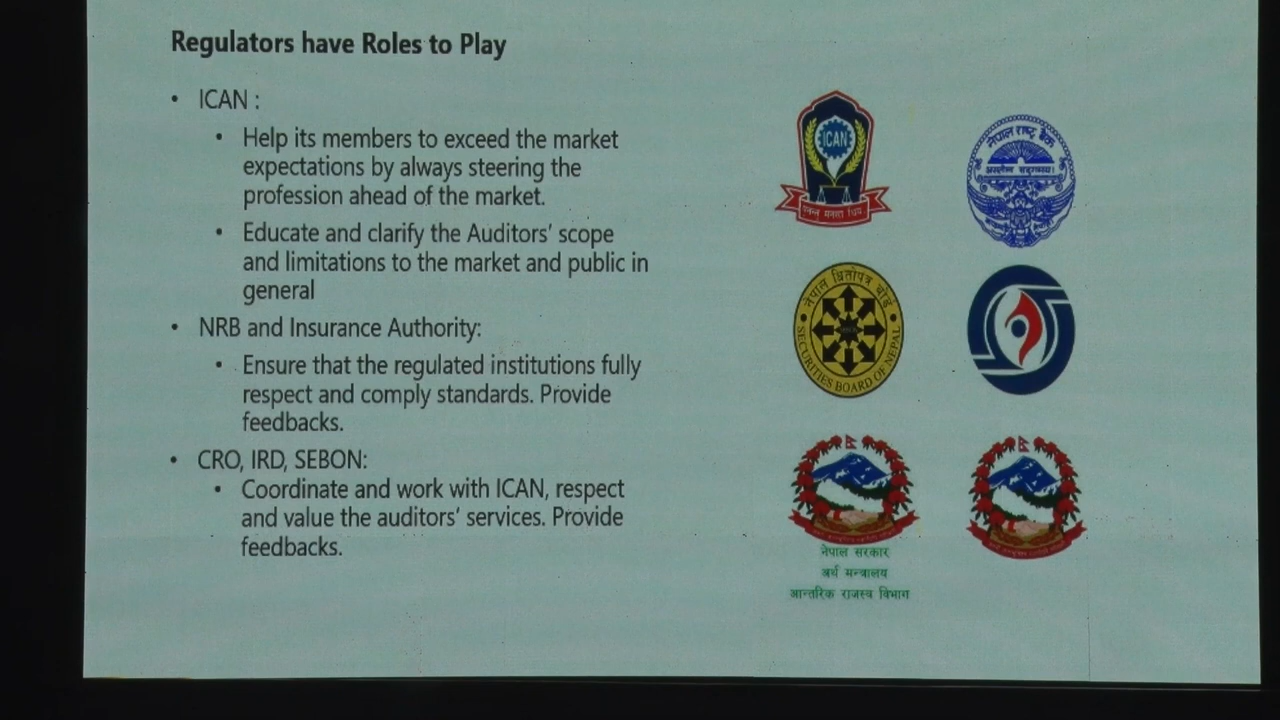 Regulators have Roles to Play
• ICAN :
• Help its members to exceed the market
expectations by always steering the
profession ahead of the market.
• Educate and clarify the Auditors' scope
and limitations to the market and public in
general
• NRB and Insurance Authority:
• Ensure that the regulated institutions fully
respect and comply standards. Provide
feedbacks.
• CRO, IRD, SEBON:
• Coordinate and work with ICAN, respect
and value the auditors' services. Provide
feedbacks.
ICAN
नेपाल राष्ट्र बैंक
नेपाल धितोपत्र बोर्ड
SECURITIES BOARD OF NEPAL
नेपाल सरकार
अर्थ मन्त्रालय
आन्तरिक राजस्व विभाग